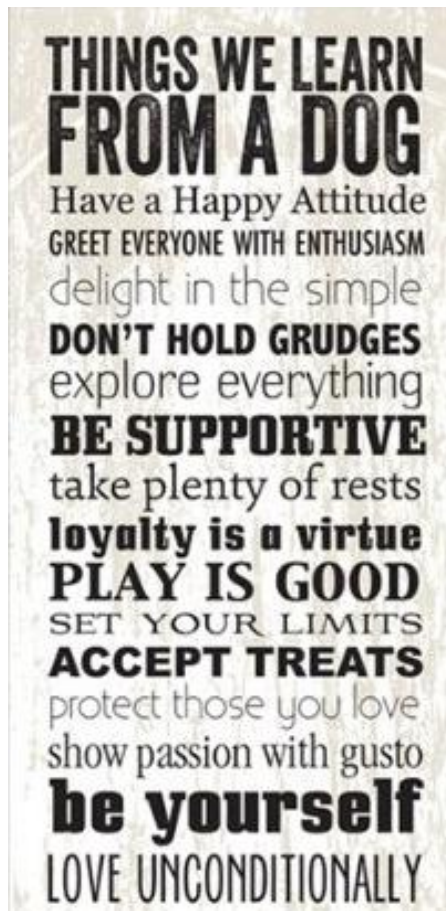 THINGS WE LEARN
FROM A DOG
Have a Happy Attitude
GREET EVERYONE WITH ENTHUSIASM
delight in the simple
DON'T HOLD GRUDGES
explore everything
BE SUPPORTIVE
take plenty of rests
loyalty is a virtue
PLAY IS GOOD
SET YOUR LIMITS
ACCEPT TREATS
protect those you love
show passion with gusto
be yourself
LOVE UNCONDITIONALLY